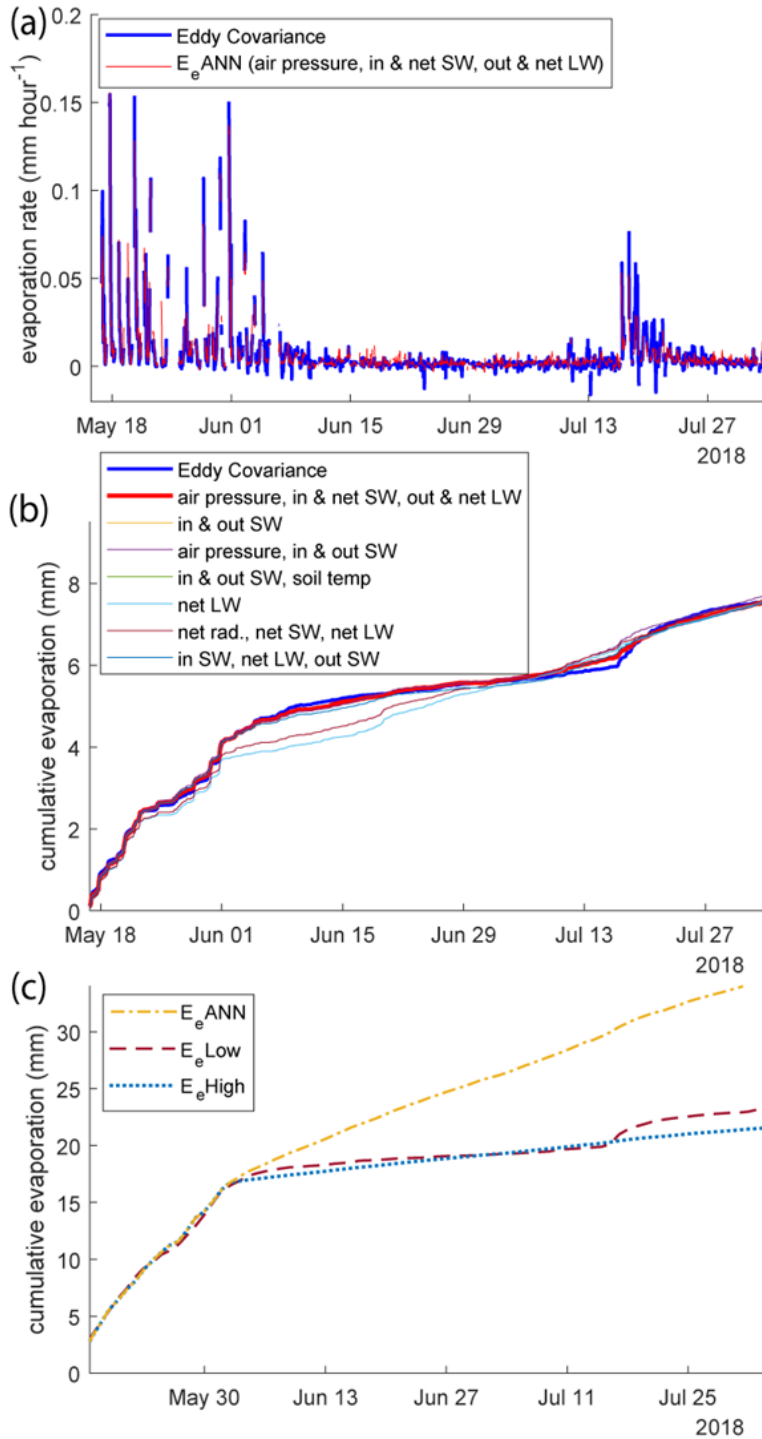 (a)
Eddy Covariance
EeANN (air pressure, in & net SW, out & net LW)
evaporation rate (mm hour-1)
0.2
0.15
0.1
0.05
0
May 18 Jun 01 Jun 15 Jun 29 Jul 13 Jul 27
2018
(b)
Eddy Covariance
air pressure, in & net SW, out & net LW
in & out SW
air pressure, in & out SW
in & out SW, soil temp
net LW
net rad., net SW, net LW
in SW, net LW, out SW
cumulative evaporation (mm)
8
6
4
2
0
May 18 Jun 01 Jun 15 Jun 29 Jul 13 Jul 27
2018
(c)
EeANN
EeLow
EeHigh
cumulative evaporation (mm)
30
25
20
15
10
5
0
May 30 Jun 13 Jun 27 Jul 11 Jul 25
2018